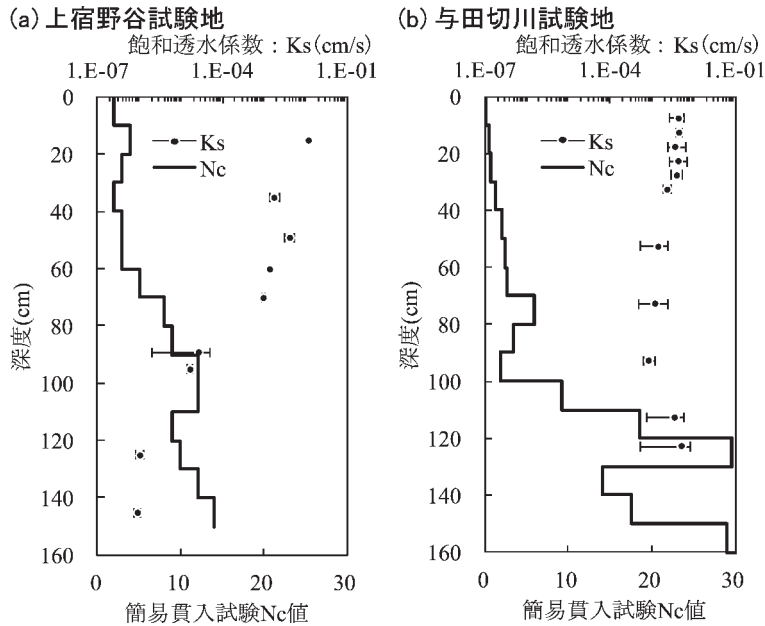 (a) 上宿野谷試験地
飽和透水係数：Ks(cm/s)
1.E-07 1.E-04 1.E-01
0
20
40
60
80
100
120
140
160
深度(cm)
Ks
Nc
0 10 20 30
簡易貫入試験Nc値
(b) 与田切川試験地
飽和透水係数：Ks(cm/s)
1.E-07 1.E-04 1.E-01
0
20
40
60
80
100
120
140
160
深度(cm)
Ks
Nc
0 10 20 30
簡易貫入試験Nc値